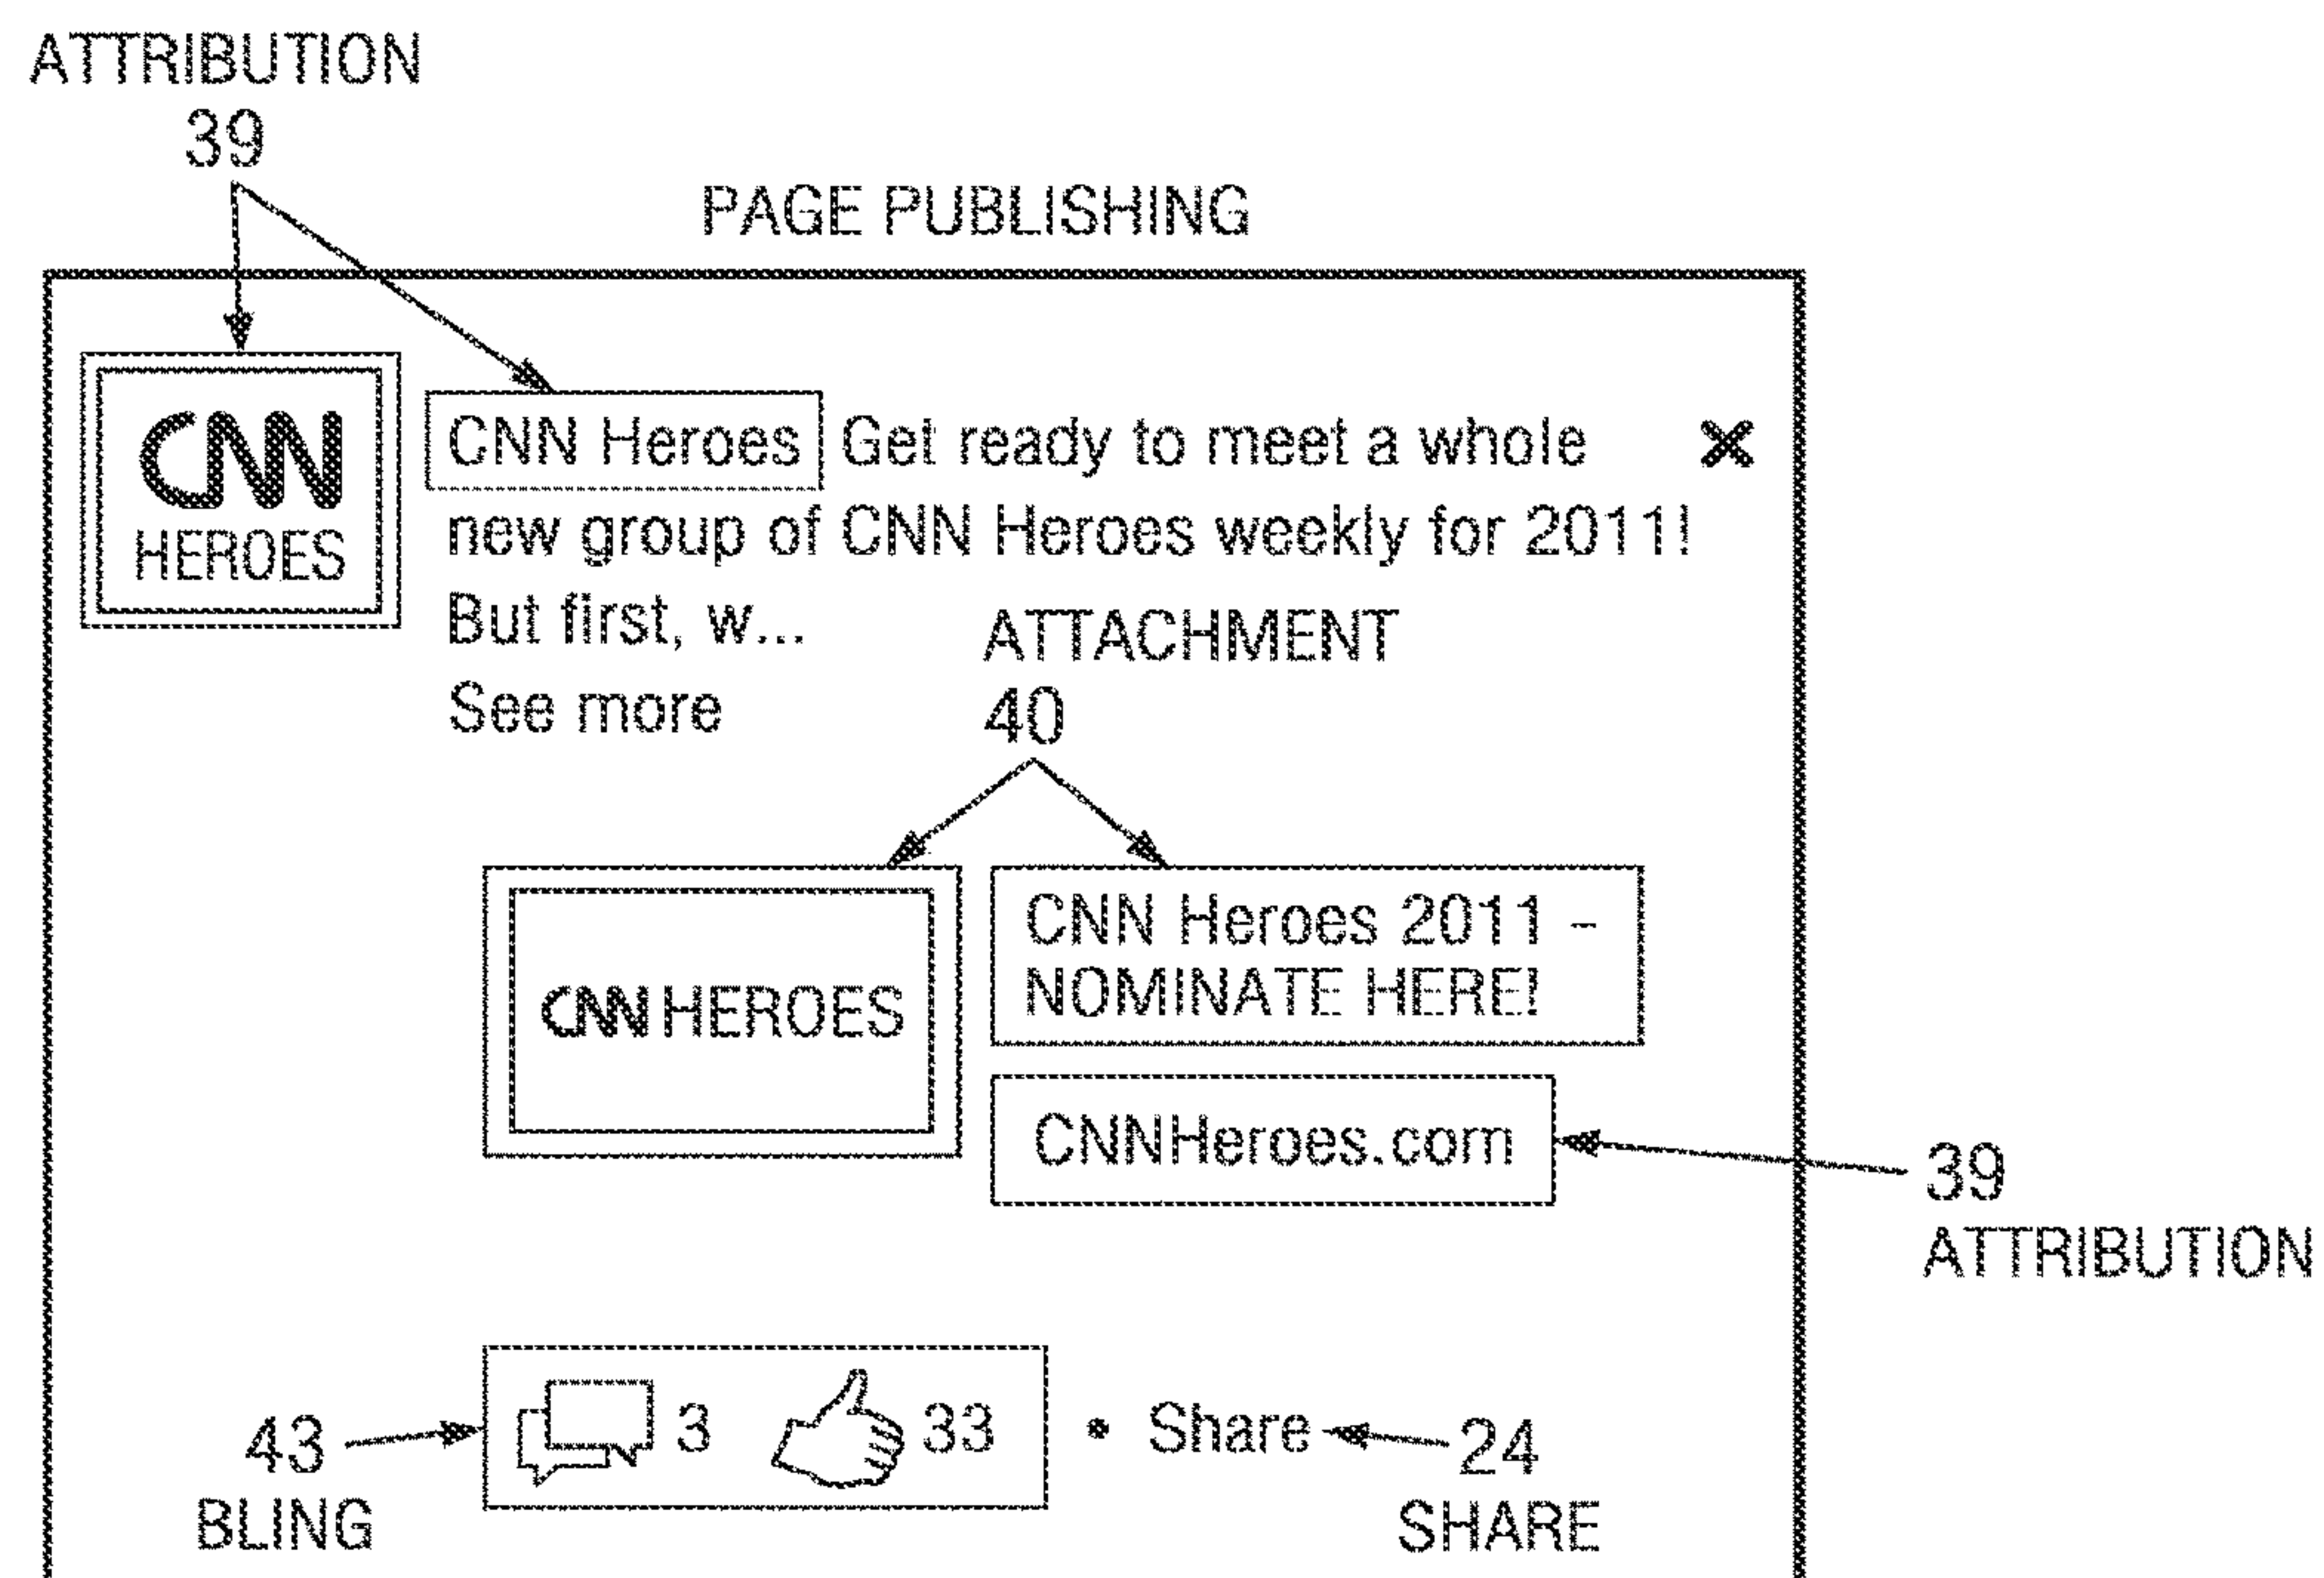 ATTRIBUTION
39
PAGE PUBLISHING
CNN
HEROES
CNN Heroes Get ready to meet a whole
new group of CNN Heroes weekly for 2011!
But first, w...
See more
ATTACHMENT
40
CNN HEROES
CNN Heroes 2011 -
NOMINATE HERE!
CNNHeroes.com
39
ATTRIBUTION
43
BLING
3 33 • Share
24
SHARE